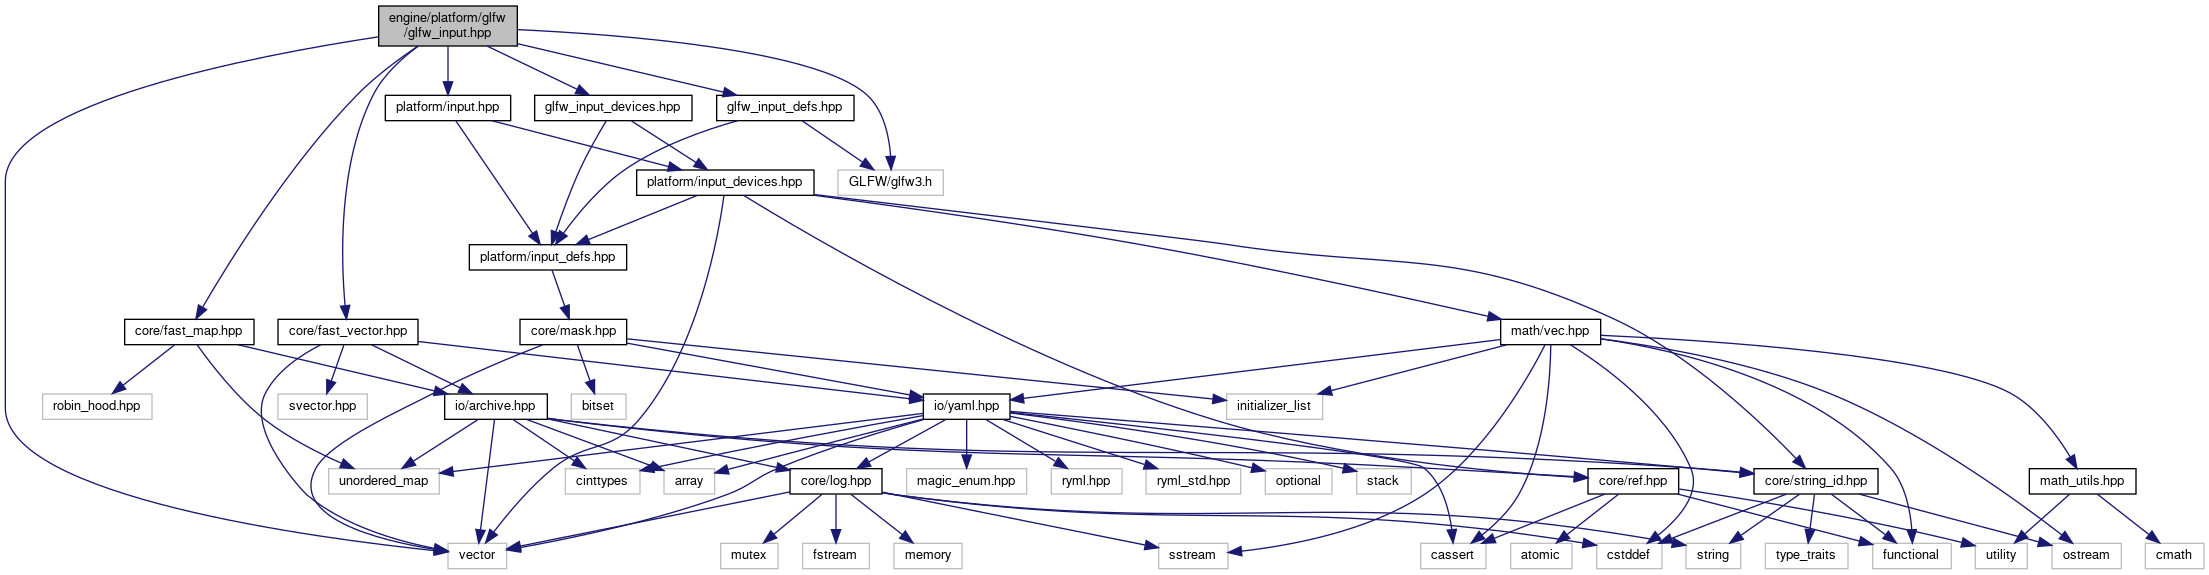 engine/platform/glfw
/glfw_input.hpp
platform/input.hpp
glfw_input_devices.hpp
glfw_input_defs.hpp
platform/input_devices.hpp
GLFW/glfw3.h
platform/input_defs.hpp
core/fast_map.hpp
core/fast_vector.hpp
core/mask.hpp
math/vec.hpp
robin_hood.hpp
svector.hpp
io/archive.hpp
bitset
io/yaml.hpp
initializer_list
unordered_map
cinttypes
array
core/log.hpp
magic_enum.hpp
ryml.hpp
ryml_std.hpp
optional
stack
core/ref.hpp
core/string_id.hpp
math_utils.hpp
vector
mutex
fstream
memory
sstream
cassert
atomic
cstddef
string
type_traits
functional
utility
ostream
cmath